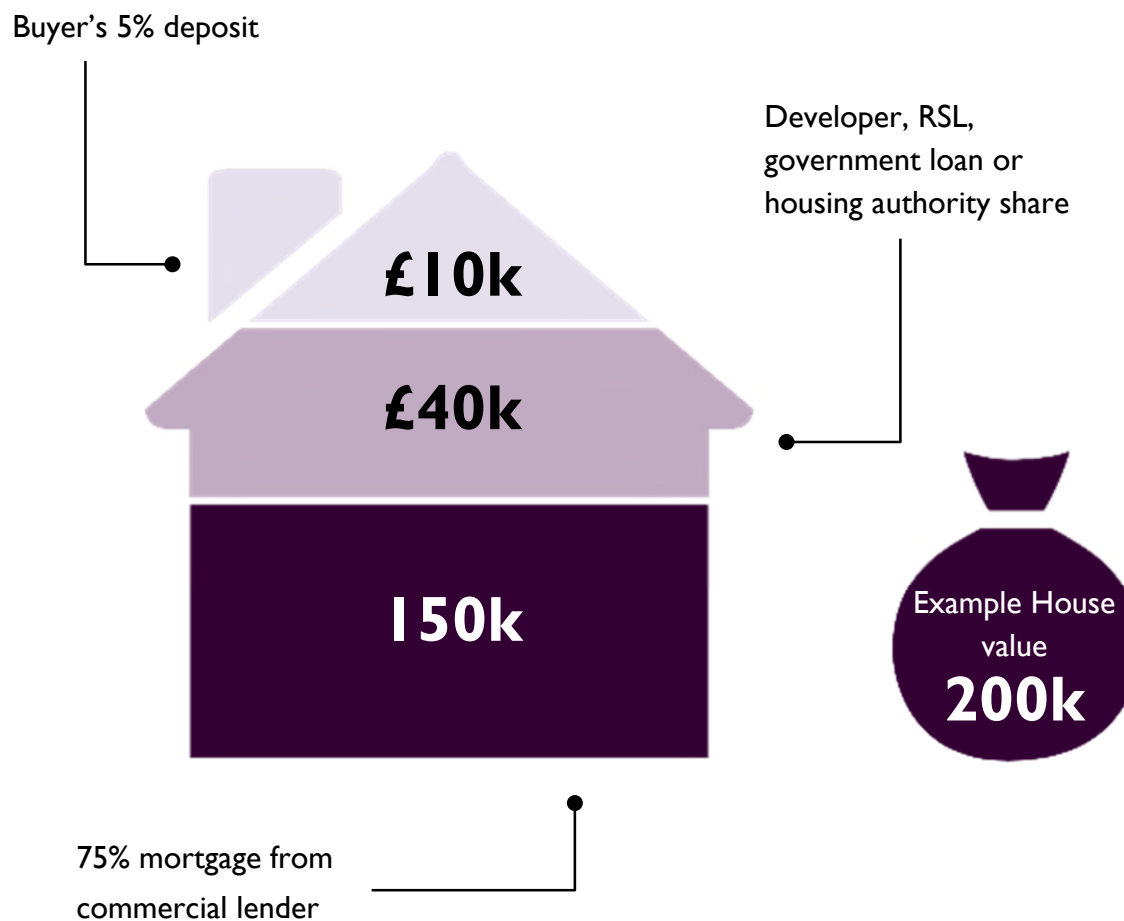 Buyer’s 5% deposit
Developer, RSL,
government loan or
housing authority share
£10k
£40k
150k
Example House
value
200k
75% mortgage from
commercial lender